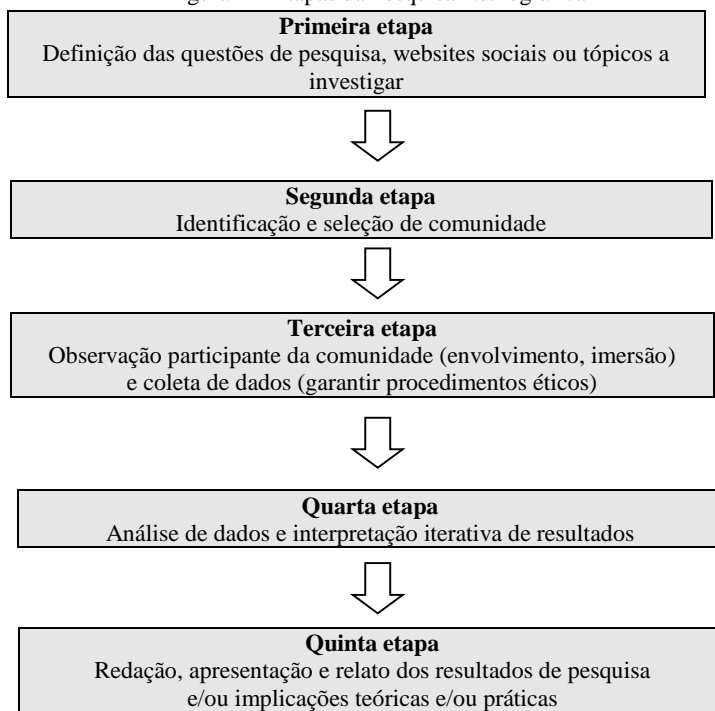 Primeira etapa
Definição das questões de pesquisa, websites sociais ou tópicos a
investigar
Segunda etapa
Identificação e seleção de comunidade
Terceira etapa
Observação participante da comunidade (envolvimento, imersão)
e coleta de dados (garantir procedimentos éticos)
Quarta etapa
Análise de dados e interpretação iterativa de resultados
Quinta etapa
Redação, apresentação e relato dos resultados de pesquisa
e/ou implicações teóricas e/ou práticas